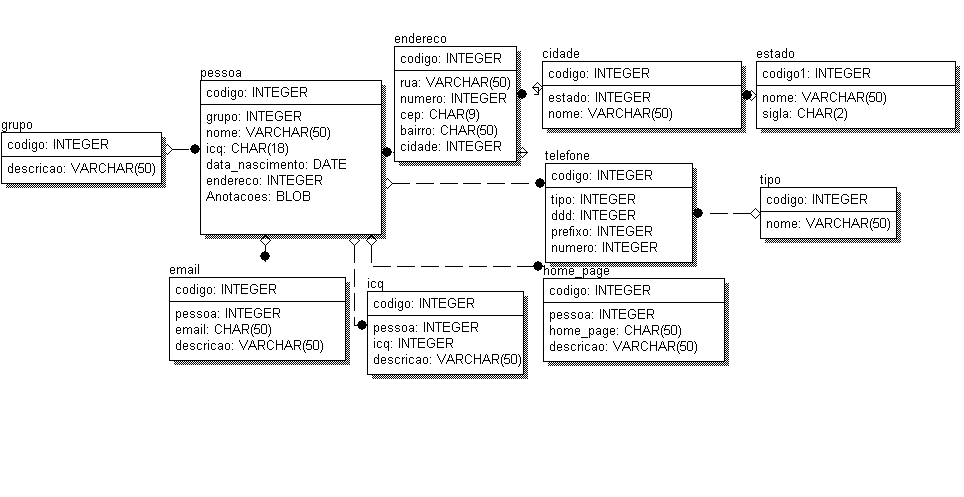 grupo
codigo: INTEGER
descricao: VARCHAR(50)
pessoa
codigo: INTEGER
grupo: INTEGER
nome: VARCHAR(50)
icq: CHAR(18)
data_nascimento: DATE
endereco: INTEGER
Anotacoes: BLOB
endereco
codigo: INTEGER
rua: VARCHAR(50)
numero: INTEGER
cep: CHAR(9)
bairro: CHAR(50)
cidade: INTEGER
cidade
codigo: INTEGER
estado: INTEGER
nome: VARCHAR(50)
estado
codigo1: INTEGER
nome: VARCHAR(50)
sigla: CHAR(2)
telefone
codigo: INTEGER
tipo: INTEGER
ddd: INTEGER
prefixo: INTEGER
numero: INTEGER
tipo
codigo: INTEGER
nome: VARCHAR(50)
email
codigo: INTEGER
pessoa: INTEGER
email: CHAR(50)
descricao: VARCHAR(50)
icq
codigo: INTEGER
pessoa: INTEGER
icq: INTEGER
descricao: VARCHAR(50)
home_page
codigo: INTEGER
pessoa: INTEGER
home_page: CHAR(50)
descricao: VARCHAR(50)